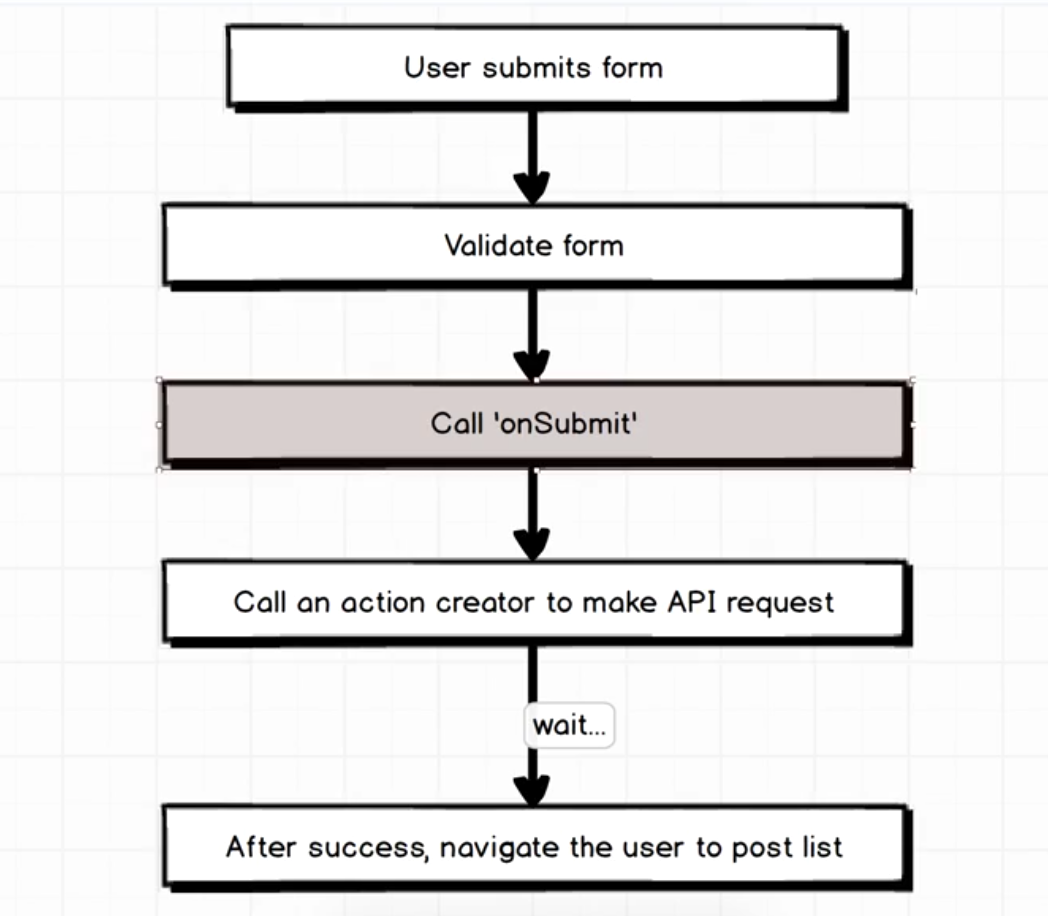 User submits form
Validate form
Call 'onSubmit'
Call an action creator to make API request
wait...
After success, navigate the user to post list